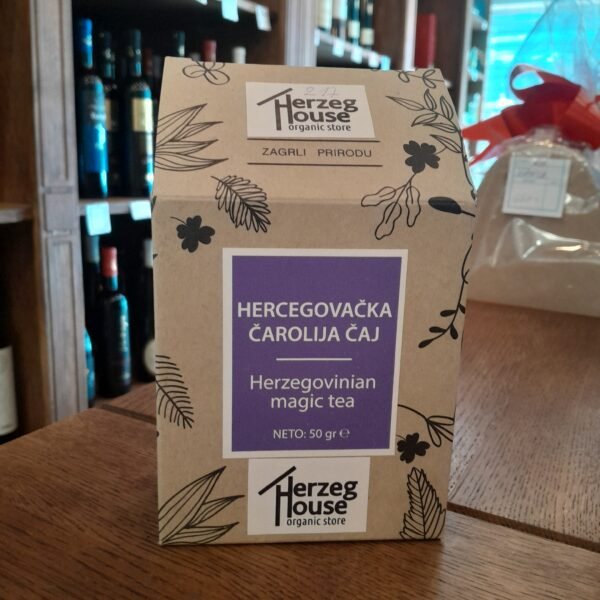 217
Herzeg
House
organic store
ZAGRLI PRIRODU
HERCEGOVAČKA
ČAROLIJA ČAJ
Herzegovinian
magic tea
NETO: 50 gr ℮
Herzeg
House
organic store